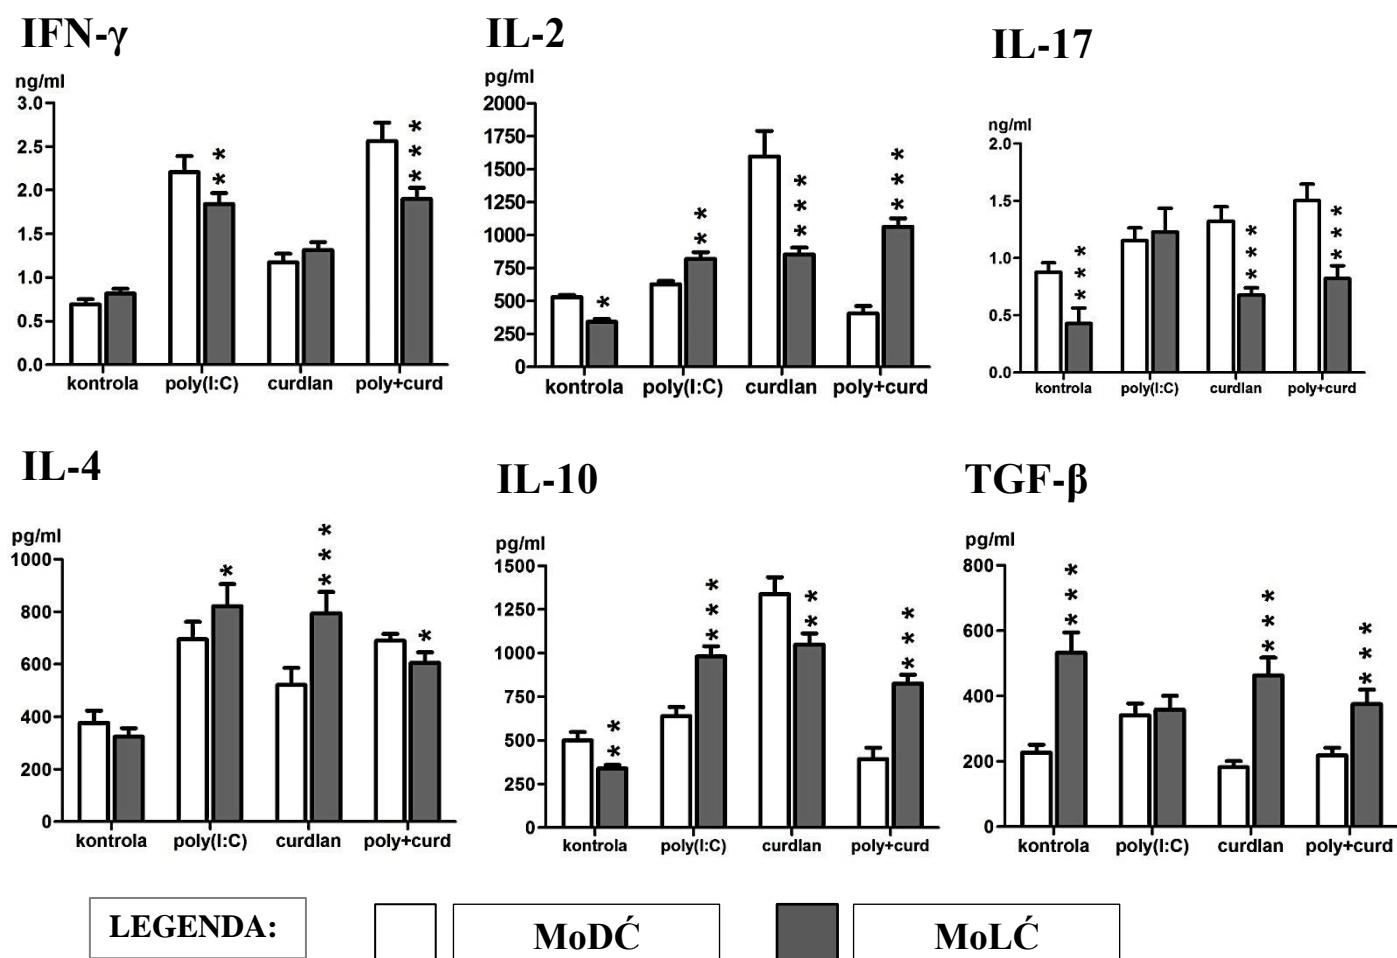 IFN-γ
ng/ml
3.0
2.5
2.0
1.5
1.0
0.5
0.0
* *
* * *
kontrola poly(I:C) curdlan poly+curd
IL-2
pg/ml
2000
1750
1500
1250
1000
750
500
250
0
*
* *
* * *
* * *
kontrola poly(I:C) curdlan poly+curd
IL-17
ng/ml
2.0
1.5
1.0
0.5
0.0
* * *
* * *
* * *
kontrola poly(I:C) curdlan poly+curd
IL-4
pg/ml
1000
800
600
400
200
0
*
* * *
*
kontrola poly(I:C) curdlan poly+curd
IL-10
pg/ml
1500
1250
1000
750
500
250
0
* *
* * *
* *
* * *
kontrola poly(I:C) curdlan poly+curd
TGF-β
pg/ml
800
600
400
200
0
* * *
* * *
* * *
kontrola poly(I:C) curdlan poly+curd
LEGENDA: MoDĆ MoLĆ